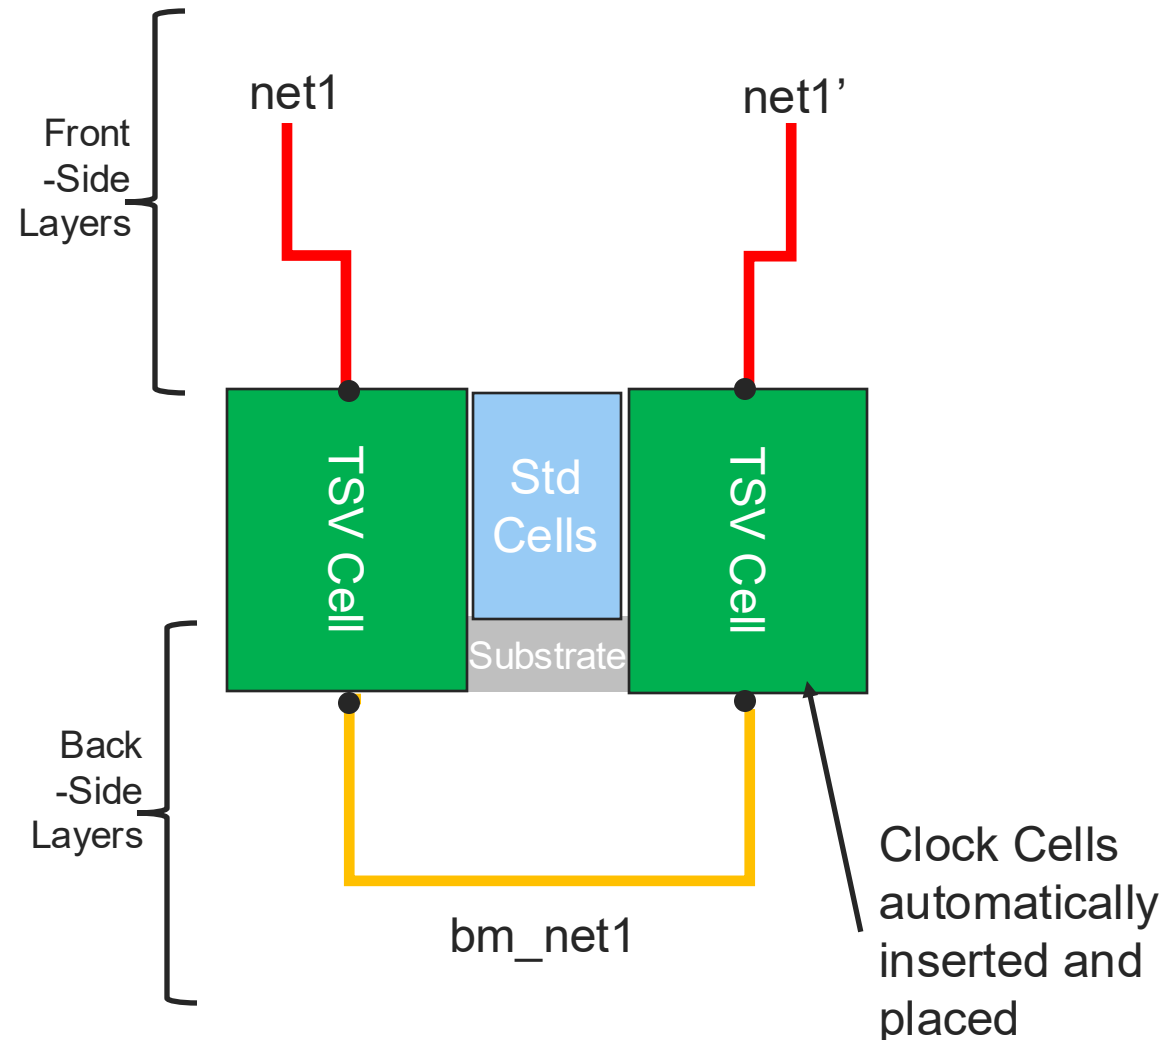 net1
net1’
Front
-Side
Layers
TSV Cell
Std
Cells
TSV Cell
Substrate
Back
-Side
Layers
bm_net1
Clock Cells
automatically
inserted and
placed